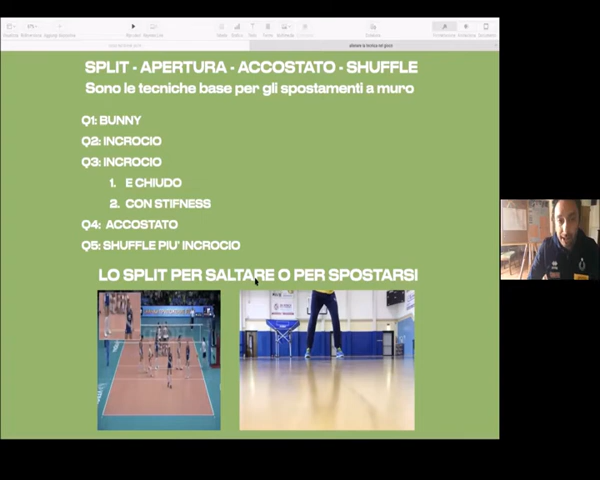 SPLIT - APERTURA - ACCOSTATO - SHUFFLE
Sono le tecniche base per gli spostamenti a muro
Q1: BUNNY
Q2: INCROCIO
Q3: INCROCIO
1. E CHIUDO
2. CON STIFNESS
Q4: ACCOSTATO
Q5: SHUFFLE PIU' INCROCIO
LO SPLIT PER SALTARE O PER SPOSTARSI